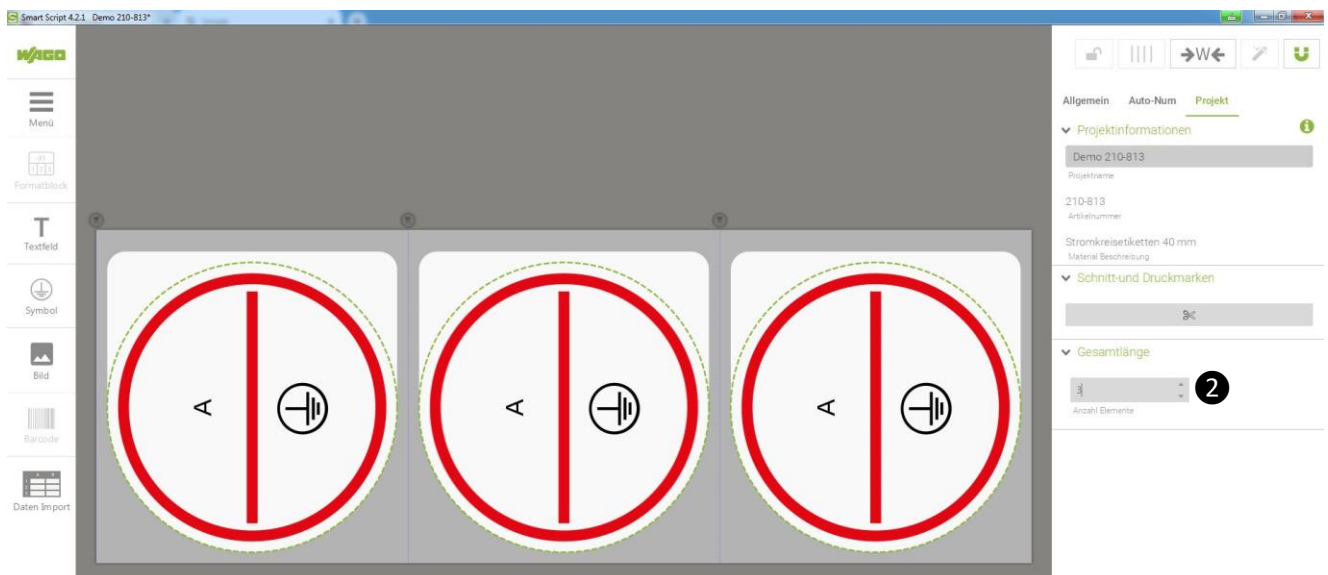 Smart Script 4.2.1 Demo 210-813*
WAGO
Menü
Formatblock
Textfeld
Symbol
Bild
Barcode
Daten Import
A
A
A
→W←
Allgemein Auto-Num Projekt
Projektinformationen
Demo 210-813
Projektname
210-813
Artikelnummer
Stromkreisetiketten 40 mm
Material Beschreibung
Schnitt-und Druckmarken
Gesamtlänge
3
2
Anzahl Elemente